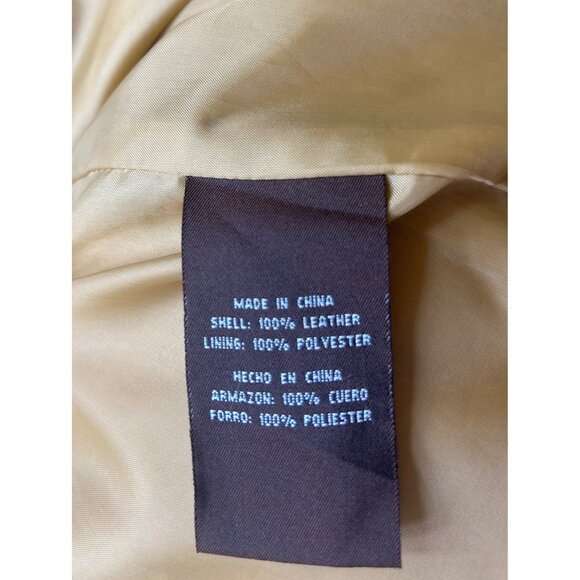 MADE IN CHINA
SHELL: 100% LEATHER
LINING: 100% POLYESTER
HECHO EN CHINA
ARMAZON: 100% CUERO
FORRO: 100% POLIESTER